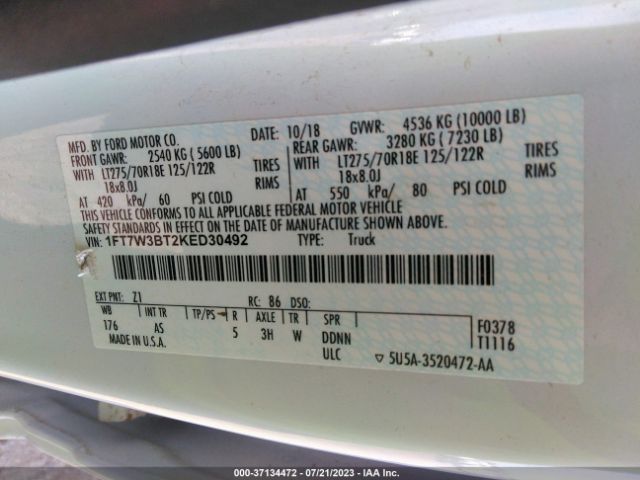 MFD. BY FORD MOTOR CO.
DATE: 10/18 GVWR: 4536 KG (10000 LB)
FRONT GAWR: 2540 KG (5600 LB) REAR GAWR: 3280 KG (7230 LB)
WITH LT275/70R18E 125/122R TIRES WITH LT275/70R18E 125/122R TIRES
18x8.0J RIMS 18x8.0J RIMS
AT 420 kPa/ 60 PSI COLD AT 550 kPa/ 80 PSI COLD
THIS VEHICLE CONFORMS TO ALL APPLICABLE FEDERAL MOTOR VEHICLE
SAFETY STANDARDS IN EFFECT ON THE DATE OF MANUFACTURE SHOWN ABOVE.
VIN: 1FT7W3BT2KED30492 TYPE: Truck
EXT PNT: Z1 RC: 86 DSO:
WB INT TR TP/PS R AXLE TR SPR F0378
176 AS 5 3H W DDNN T1116
MADE IN U.S.A. ULC ▽ 5U5A-3520472-AA
000-37134472 - 07/21/2023 - IAA Inc.